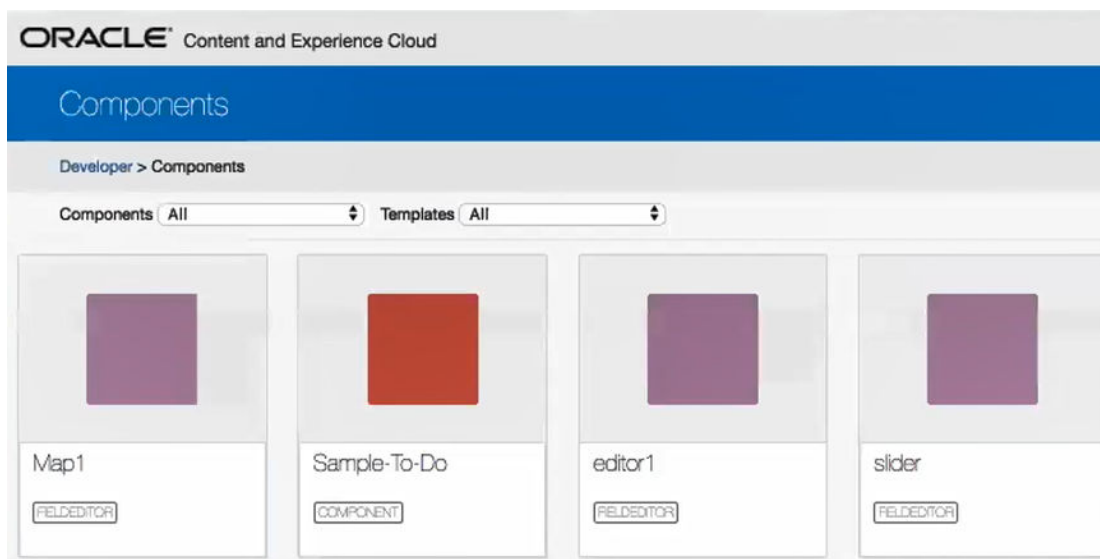 ORACLE® Content and Experience Cloud
Components
Developer > Components
Components All Templates All
Map1 Sample-To-Do editor1 slider
FIELDEDITOR COMPONENT FIELDEDITOR FIELDEDITOR